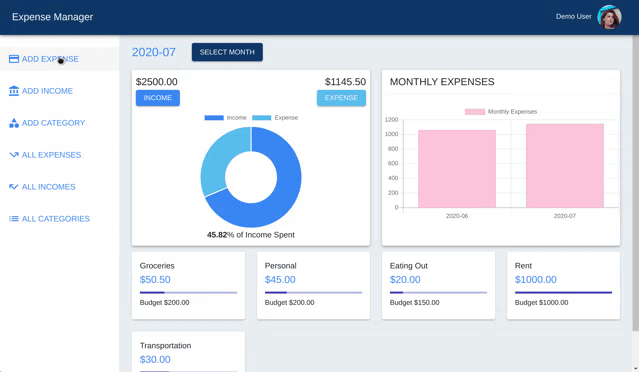 Expense Manager
Demo User
ADD EXPENSE
ADD INCOME
ADD CATEGORY
ALL EXPENSES
ALL INCOMES
ALL CATEGORIES
2020-07
SELECT MONTH
$2500.00
$1145.50
INCOME
EXPENSE
Income
Expense
45.82% of Income Spent
MONTHLY EXPENSES
Monthly Expenses
1200
1000
800
600
400
200
0
2020-06
2020-07
Groceries
$50.50
Budget $200.00
Personal
$45.00
Budget $200.00
Eating Out
$20.00
Budget $150.00
Rent
$1000.00
Budget $1000.00
Transportation
$30.00